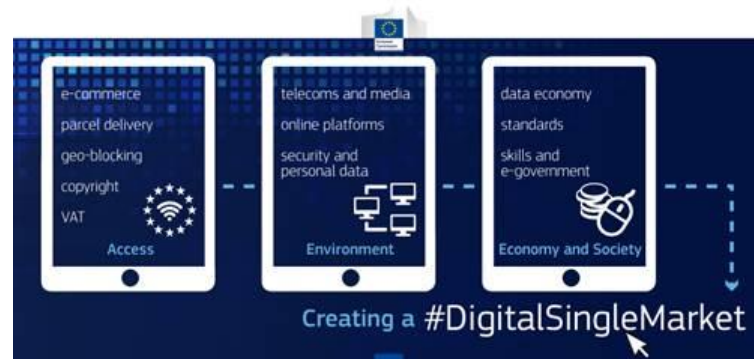 e-commerce
parcel delivery
geo-blocking
copyright
VAT
Access
telecoms and media
online platforms
security and
personal data
Environment
data economy
standards
skills and
e-government
Economy and Society
Creating a #DigitalSingleMarket